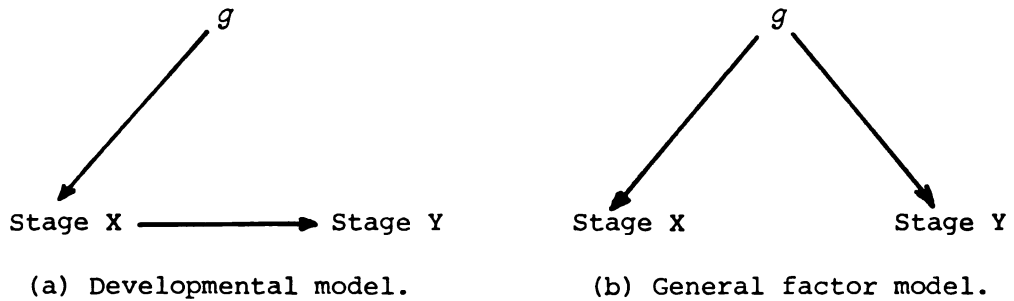 g g
Stage X Stage Y Stage X Stage Y
(a) Developmental model. (b) General factor model.